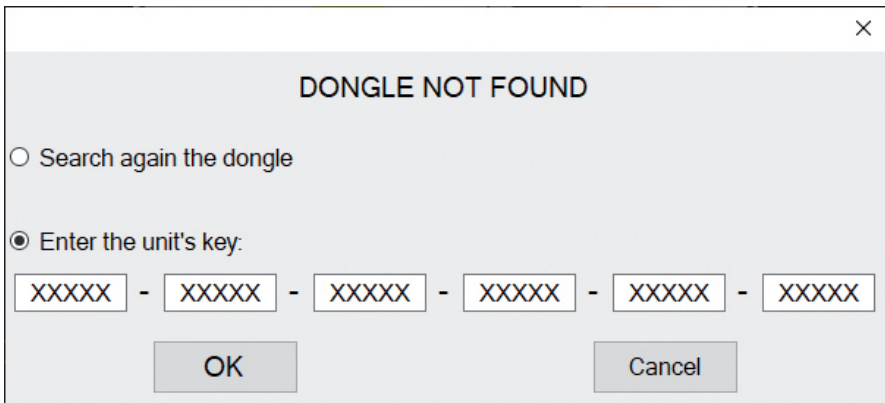 DONGLE NOT FOUND
Search again the dongle
Enter the unit's key:
XXXXX - XXXXX - XXXXX - XXXXX - XXXXX - XXXXX
OK Cancel